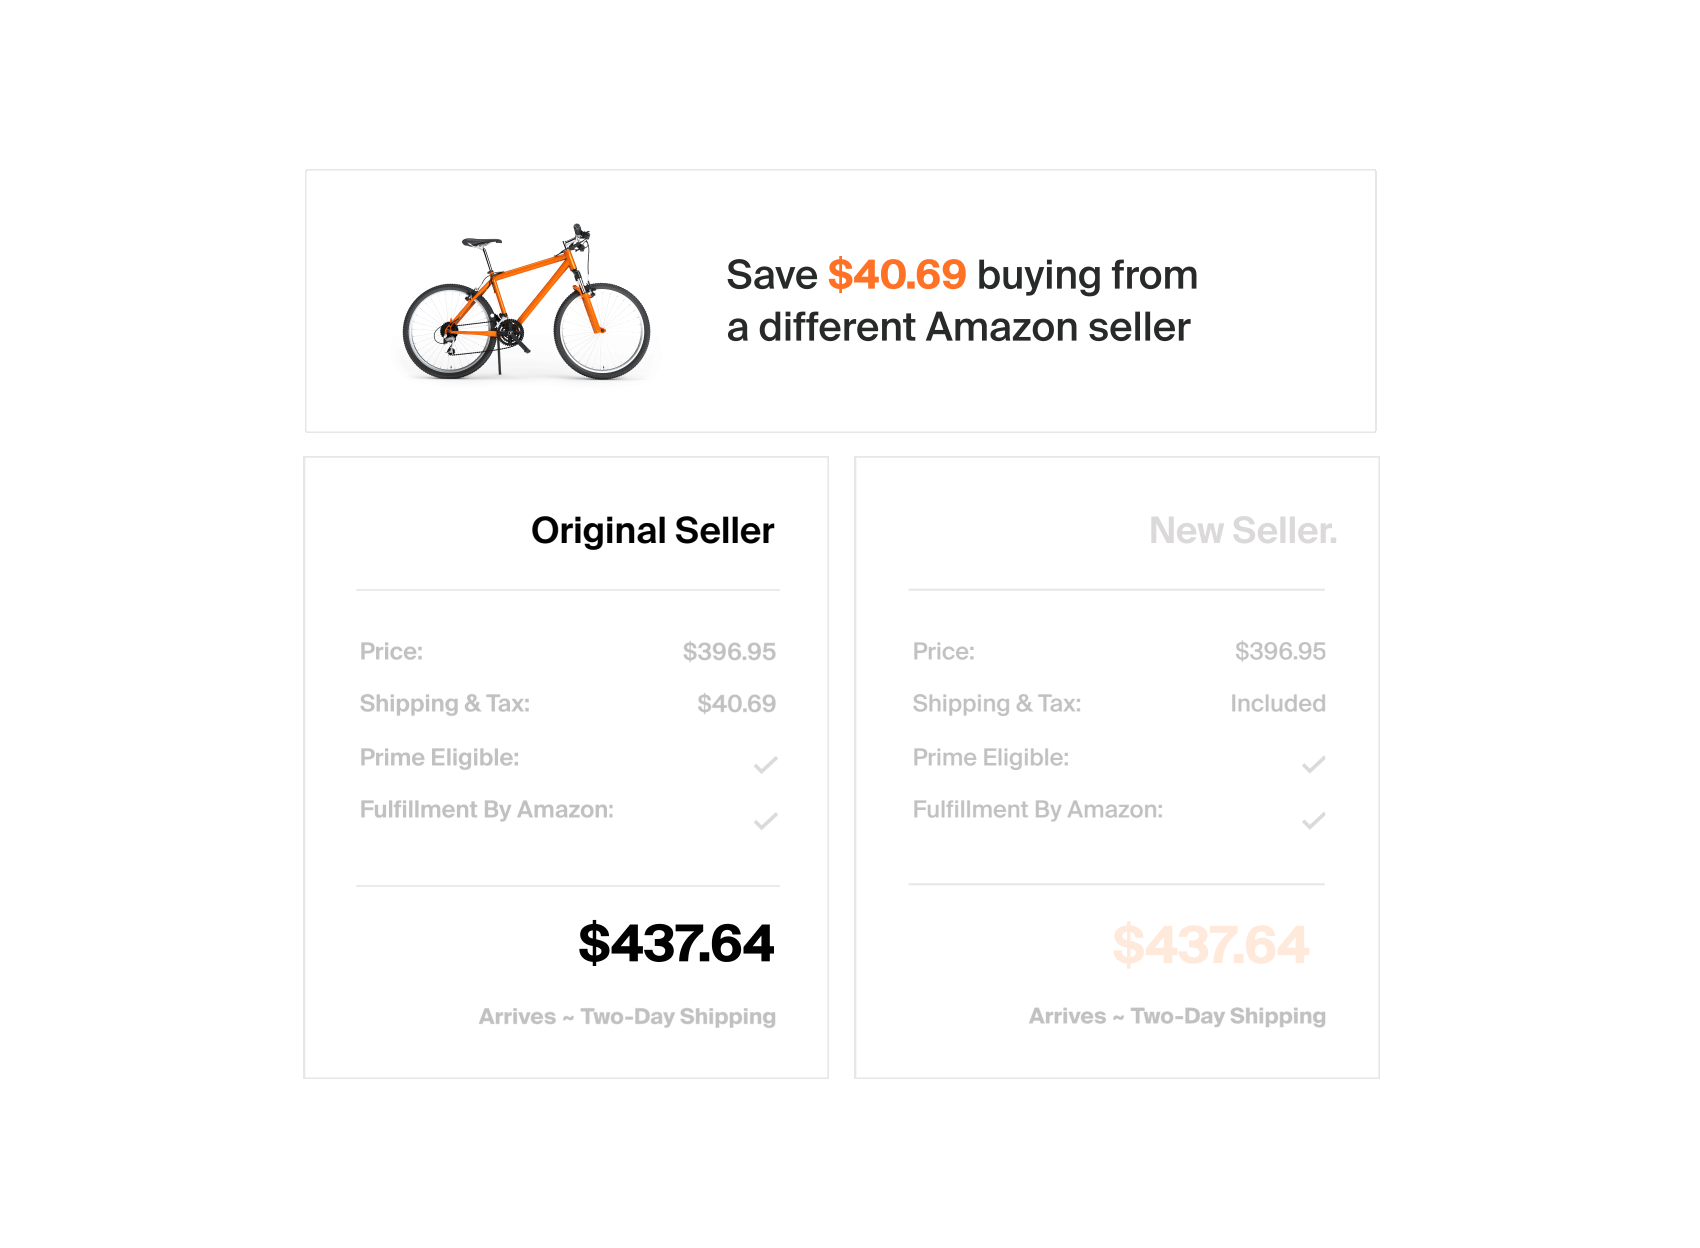 Save $40.69 buying from
a different Amazon seller
Original Seller
Price: $396.95
Shipping & Tax: $40.69
Prime Eligible:
Fulfillment By Amazon:
$437.64
Arrives ~ Two-Day Shipping
New Seller.
Price: $396.95
Shipping & Tax: Included
Prime Eligible:
Fulfillment By Amazon:
$437.64
Arrives ~ Two-Day Shipping